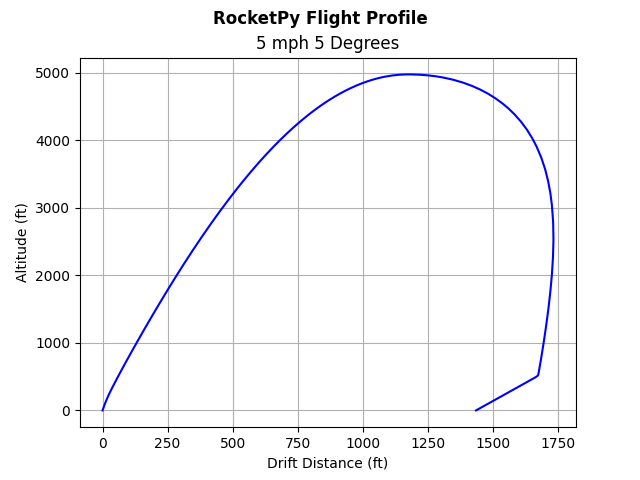 RocketPy Flight Profile
5 mph 5 Degrees
5000
4000
3000
2000
1000
0
Altitude (ft)
0 250 500 750 1000 1250 1500 1750
Drift Distance (ft)